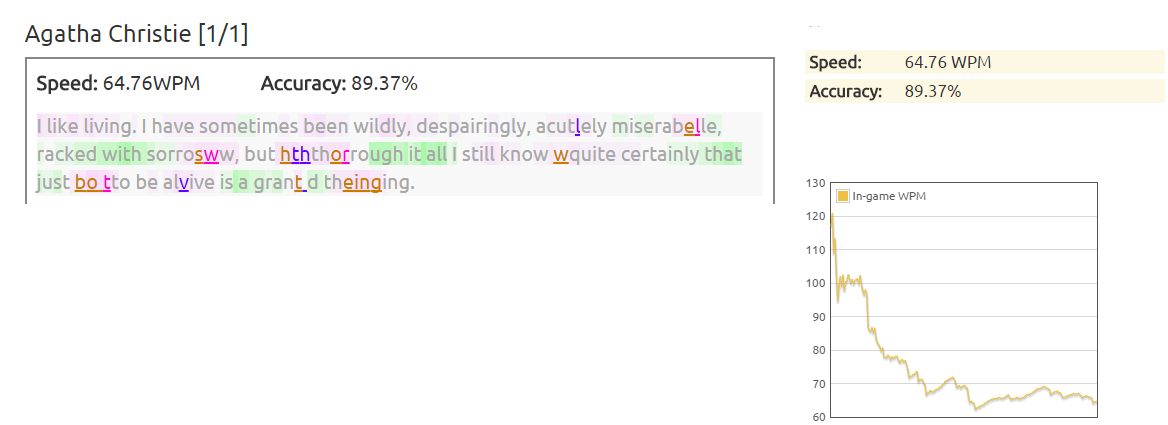 Agatha Christie [1/1]
Speed: 64.76WPM Accuracy: 89.37%
I like living. I have sometimes been wildly, despairingly, acutlely miserabelle,
racked with sorrosww, but hththhorrough it all I still know wquite certainly that
just bo tto be alvive is a grant d theinging.
Speed: 64.76 WPM
Accuracy: 89.37%
In-game WPM
130
120
110
100
90
80
70
60